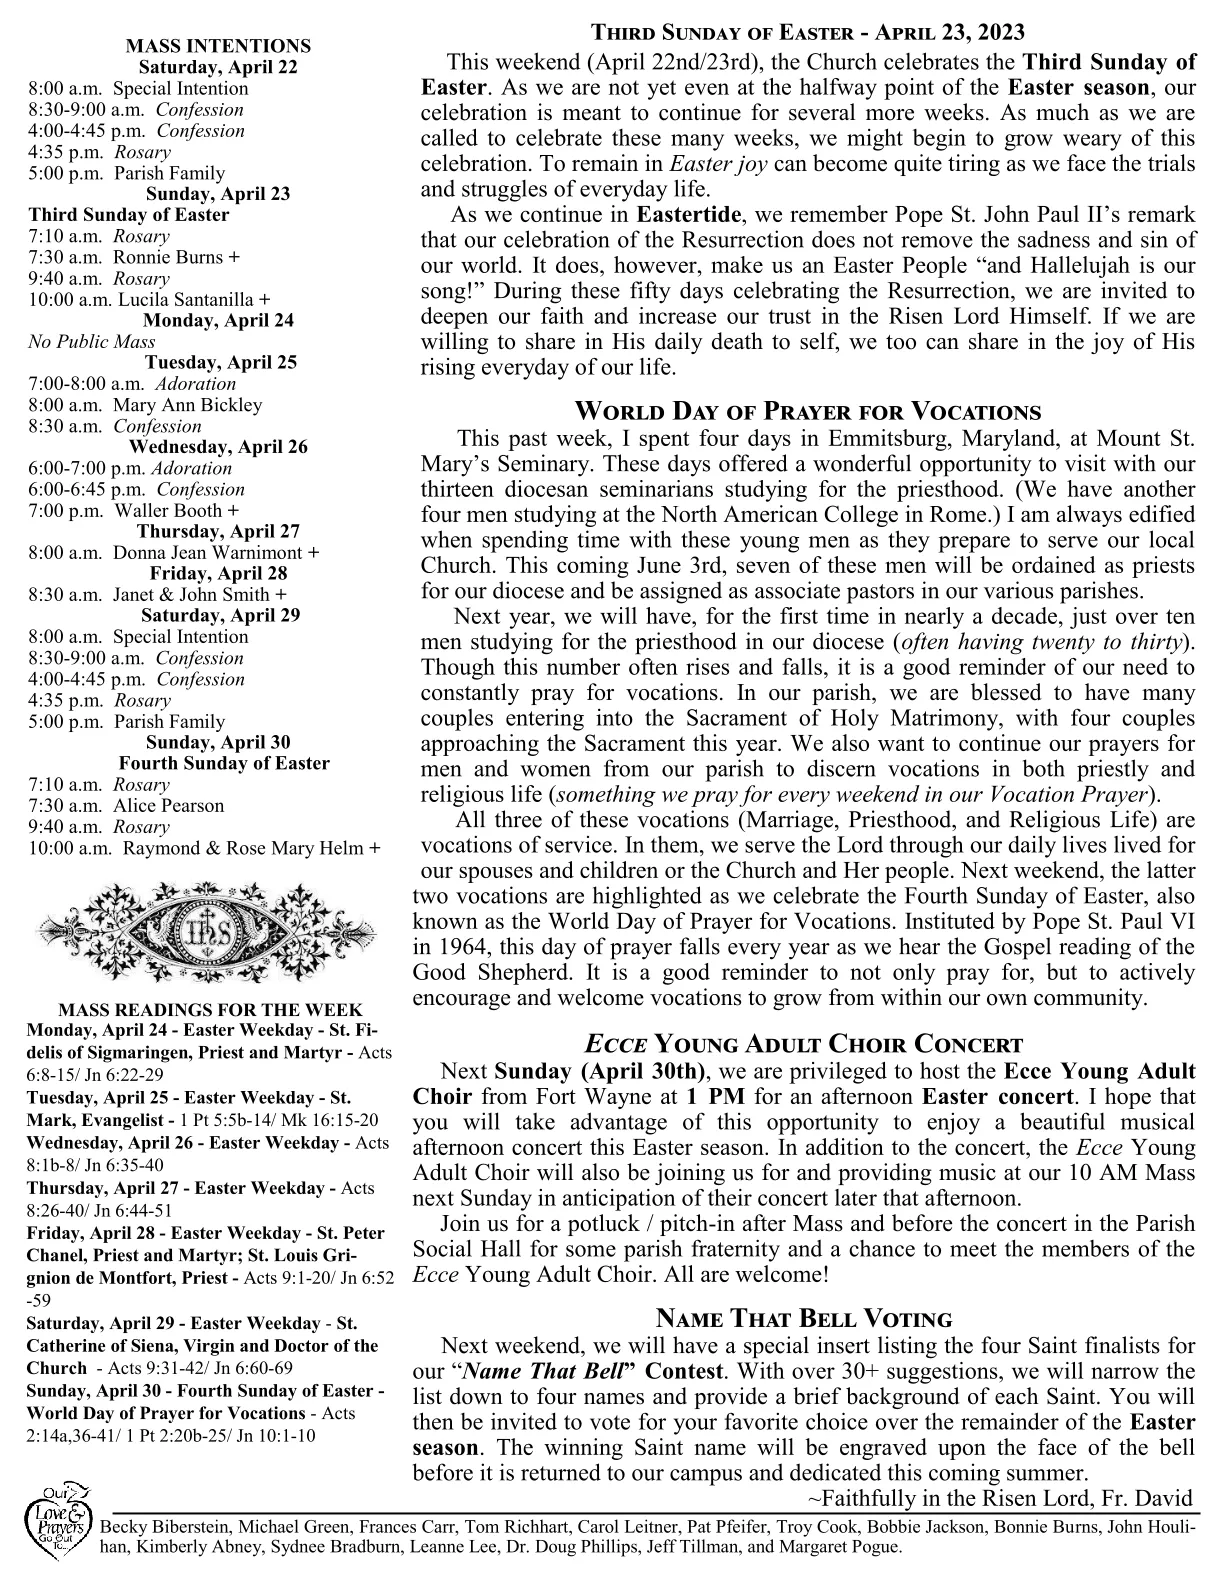 MASS INTENTIONS
Saturday, April 22
8:00 a.m.  Special Intention
8:30-9:00 a.m.  Confession
4:00-4:45 p.m.  Confession
4:35 p.m.  Rosary
5:00 p.m.  Parish Family
Sunday, April 23
Third Sunday of Easter
7:10 a.m.  Rosary
7:30 a.m.  Ronnie Burns +
9:40 a.m.  Rosary
10:00 a.m. Lucila Santanilla +
Monday, April 24
No Public Mass
Tuesday, April 25
7:00-8:00 a.m.  Adoration
8:00 a.m.  Mary Ann Bickley
8:30 a.m.  Confession
Wednesday, April 26
6:00-7:00 p.m. Adoration
6:00-6:45 p.m.  Confession
7:00 p.m.  Waller Booth +
Thursday, April 27
8:00 a.m.  Donna Jean Warnimont +
Friday, April 28
8:30 a.m.  Janet & John Smith +
Saturday, April 29
8:00 a.m.  Special Intention
8:30-9:00 a.m.  Confession
4:00-4:45 p.m.  Confession
4:35 p.m.  Rosary
5:00 p.m.  Parish Family
Sunday, April 30
Fourth Sunday of Easter
7:10 a.m.  Rosary
7:30 a.m.  Alice Pearson
9:40 a.m.  Rosary
10:00 a.m.  Raymond & Rose Mary Helm +
IHS
MASS READINGS FOR THE WEEK
Monday, April 24 - Easter Weekday - St. Fi-
delis of Sigmaringen, Priest and Martyr - Acts
6:8-15/ Jn 6:22-29
Tuesday, April 25 - Easter Weekday - St.
Mark, Evangelist - 1 Pt 5:5b-14/ Mk 16:15-20
Wednesday, April 26 - Easter Weekday - Acts
8:1b-8/ Jn 6:35-40
Thursday, April 27 - Easter Weekday - Acts
8:26-40/ Jn 6:44-51
Friday, April 28 - Easter Weekday - St. Peter
Chanel, Priest and Martyr; St. Louis Gri-
gnion de Montfort, Priest - Acts 9:1-20/ Jn 6:52
-59
Saturday, April 29 - Easter Weekday - St.
Catherine of Siena, Virgin and Doctor of the
Church  - Acts 9:31-42/ Jn 6:60-69
Sunday, April 30 - Fourth Sunday of Easter -
World Day of Prayer for Vocations - Acts
2:14a,36-41/ 1 Pt 2:20b-25/ Jn 10:1-10
Third Sunday of Easter - April 23, 2023
This weekend (April 22nd/23rd), the Church celebrates the Third Sunday of
Easter. As we are not yet even at the halfway point of the Easter season, our
celebration is meant to continue for several more weeks. As much as we are
called to celebrate these many weeks, we might begin to grow weary of this
celebration. To remain in Easter joy can become quite tiring as we face the trials
and struggles of everyday life.
As we continue in Eastertide, we remember Pope St. John Paul II’s remark
that our celebration of the Resurrection does not remove the sadness and sin of
our world. It does, however, make us an Easter People “and Hallelujah is our
song!” During these fifty days celebrating the Resurrection, we are invited to
deepen our faith and increase our trust in the Risen Lord Himself. If we are
willing to share in His daily death to self, we too can share in the joy of His
rising everyday of our life.
World Day of Prayer for Vocations
This past week, I spent four days in Emmitsburg, Maryland, at Mount St.
Mary’s Seminary. These days offered a wonderful opportunity to visit with our
thirteen diocesan seminarians studying for the priesthood. (We have another
four men studying at the North American College in Rome.) I am always edified
when spending time with these young men as they prepare to serve our local
Church. This coming June 3rd, seven of these men will be ordained as priests
for our diocese and be assigned as associate pastors in our various parishes.
Next year, we will have, for the first time in nearly a decade, just over ten
men studying for the priesthood in our diocese (often having twenty to thirty).
Though this number often rises and falls, it is a good reminder of our need to
constantly pray for vocations. In our parish, we are blessed to have many
couples entering into the Sacrament of Holy Matrimony, with four couples
approaching the Sacrament this year. We also want to continue our prayers for
men and women from our parish to discern vocations in both priestly and
religious life (something we pray for every weekend in our Vocation Prayer).
All three of these vocations (Marriage, Priesthood, and Religious Life) are
vocations of service. In them, we serve the Lord through our daily lives lived for
our spouses and children or the Church and Her people. Next weekend, the latter
two vocations are highlighted as we celebrate the Fourth Sunday of Easter, also
known as the World Day of Prayer for Vocations. Instituted by Pope St. Paul VI
in 1964, this day of prayer falls every year as we hear the Gospel reading of the
Good Shepherd. It is a good reminder to not only pray for, but to actively
encourage and welcome vocations to grow from within our own community.
Ecce Young Adult Choir Concert
Next Sunday (April 30th), we are privileged to host the Ecce Young Adult
Choir from Fort Wayne at 1 PM for an afternoon Easter concert. I hope that
you will take advantage of this opportunity to enjoy a beautiful musical
afternoon concert this Easter season. In addition to the concert, the Ecce Young
Adult Choir will also be joining us for and providing music at our 10 AM Mass
next Sunday in anticipation of their concert later that afternoon.
Join us for a potluck / pitch-in after Mass and before the concert in the Parish
Social Hall for some parish fraternity and a chance to meet the members of the
Ecce Young Adult Choir. All are welcome!
Name That Bell Voting
Next weekend, we will have a special insert listing the four Saint finalists for
our “Name That Bell” Contest. With over 30+ suggestions, we will narrow the
list down to four names and provide a brief background of each Saint. You will
then be invited to vote for your favorite choice over the remainder of the Easter
season. The winning Saint name will be engraved upon the face of the bell
before it is returned to our campus and dedicated this coming summer.
~Faithfully in the Risen Lord, Fr. David
Our
Love &
Prayers
Go Out
To...
Becky Biberstein, Michael Green, Frances Carr, Tom Richhart, Carol Leitner, Pat Pfeifer, Troy Cook, Bobbie Jackson, Bonnie Burns, John Houli-
han, Kimberly Abney, Sydnee Bradburn, Leanne Lee, Dr. Doug Phillips, Jeff Tillman, and Margaret Pogue.